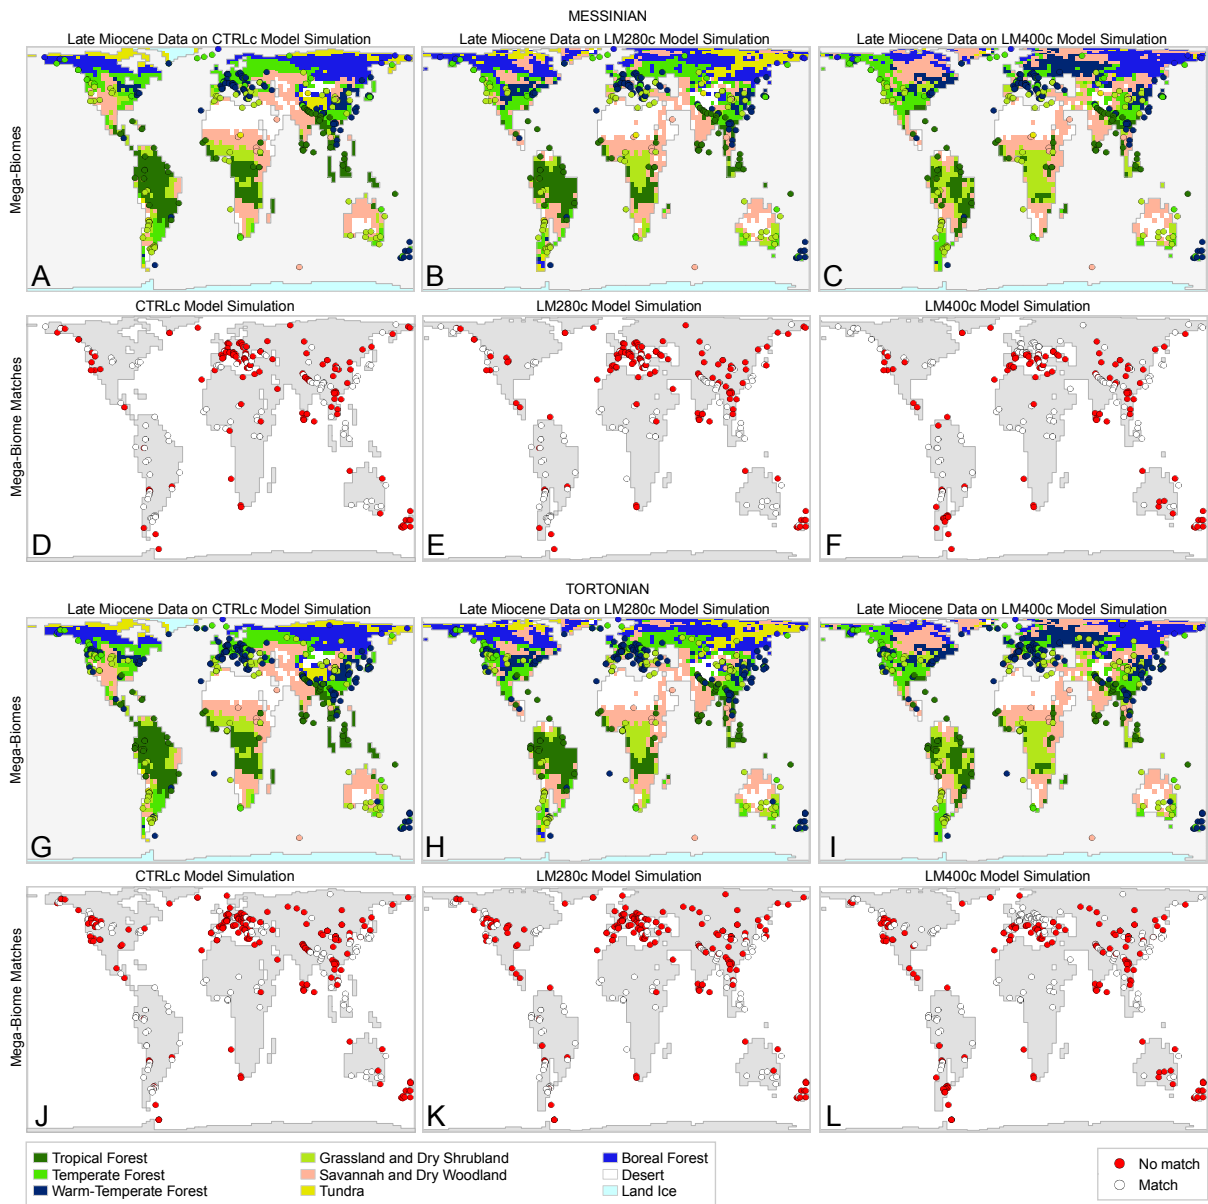 MESSINIAN
Late Miocene Data on CTRLc Model Simulation
Late Miocene Data on LM280c Model Simulation
Late Miocene Data on LM400c Model Simulation
Mega-Biomes
A
B
C
CTRLc Model Simulation
LM280c Model Simulation
LM400c Model Simulation
Mega-Biome Matches
D
E
F
TORTONIAN
Late Miocene Data on CTRLc Model Simulation
Late Miocene Data on LM280c Model Simulation
Late Miocene Data on LM400c Model Simulation
Mega-Biomes
G
H
I
CTRLc Model Simulation
LM280c Model Simulation
LM400c Model Simulation
Mega-Biome Matches
J
K
L
Tropical Forest
Temperate Forest
Warm-Temperate Forest
Grassland and Dry Shrubland
Savannah and Dry Woodland
Tundra
Boreal Forest
Desert
Land Ice
No match
Match